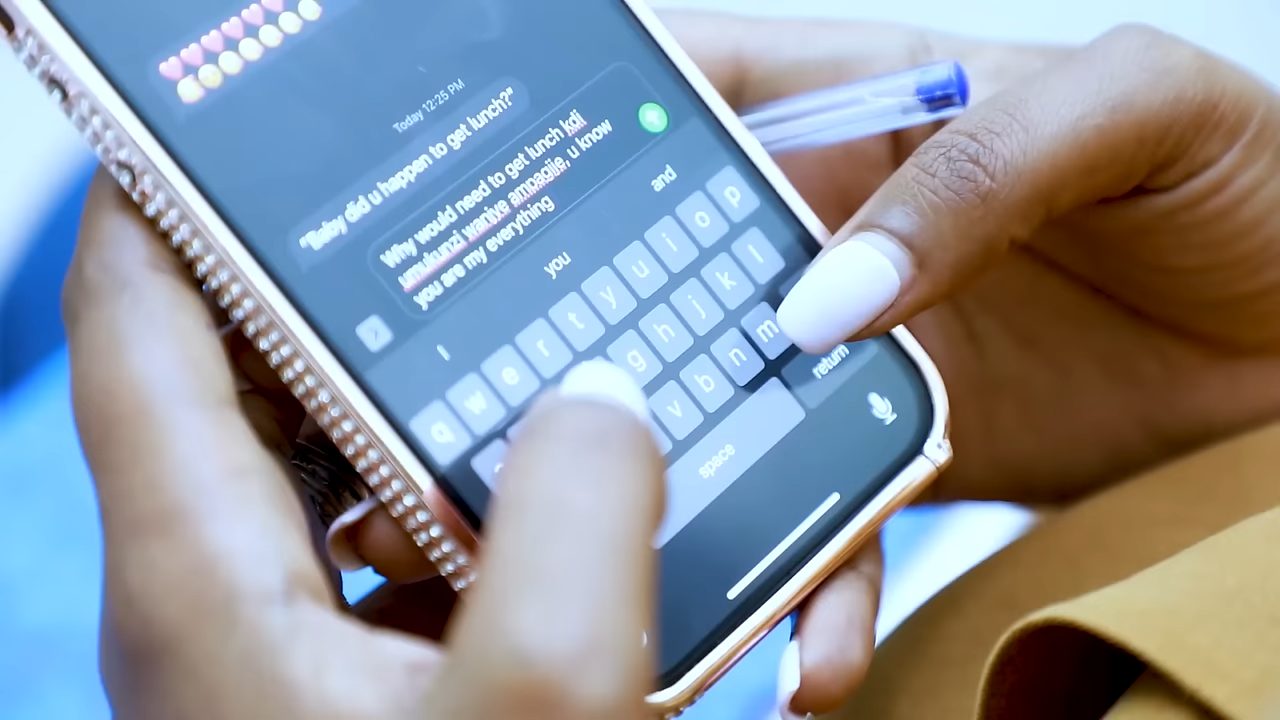 Today 12:25 PM
"Baby did u happen to get lunch?"
Why would need to get lunch kdi
umukunzi wanjye ampagije, u know
you are my everything
I you and
q w e r t y u i o p
g h j k l
v b n m
space return